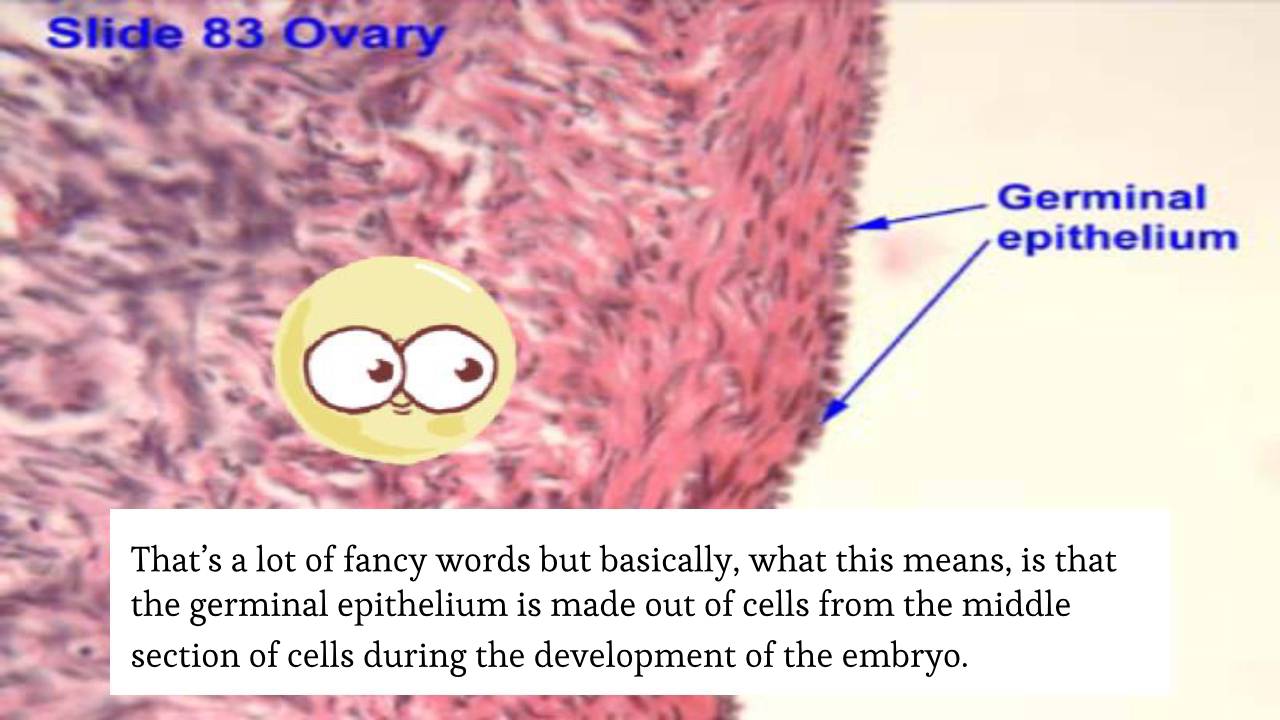 Slide 83 Ovary
Germinal
epithelium
That’s a lot of fancy words but basically, what this means, is that
the germinal epithelium is made out of cells from the middle
section of cells during the development of the embryo.